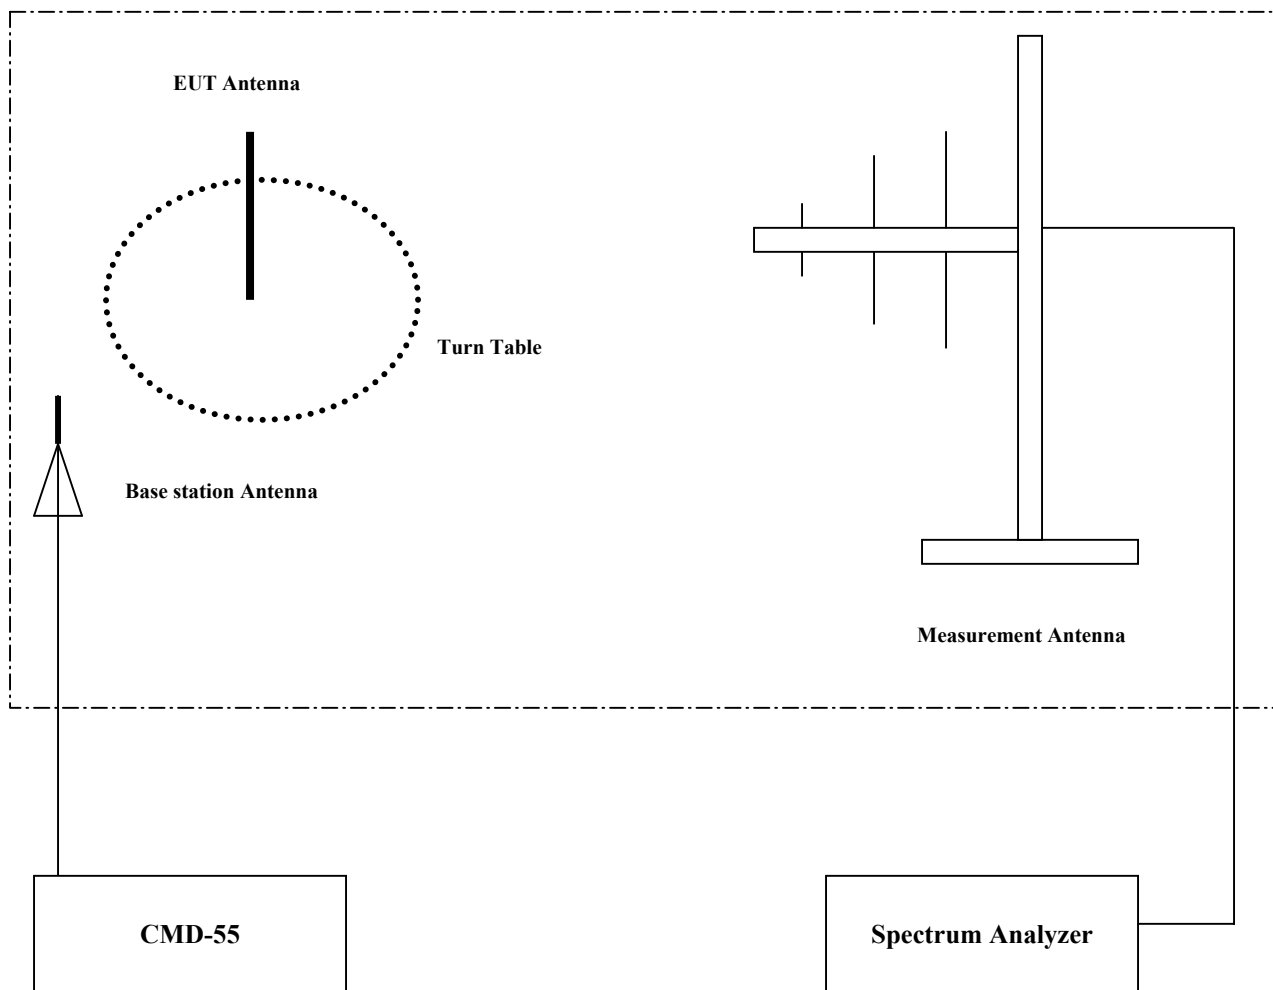 EUT Antenna
Turn Table
Base station Antenna
Measurement Antenna
CMD-55
Spectrum Analyzer